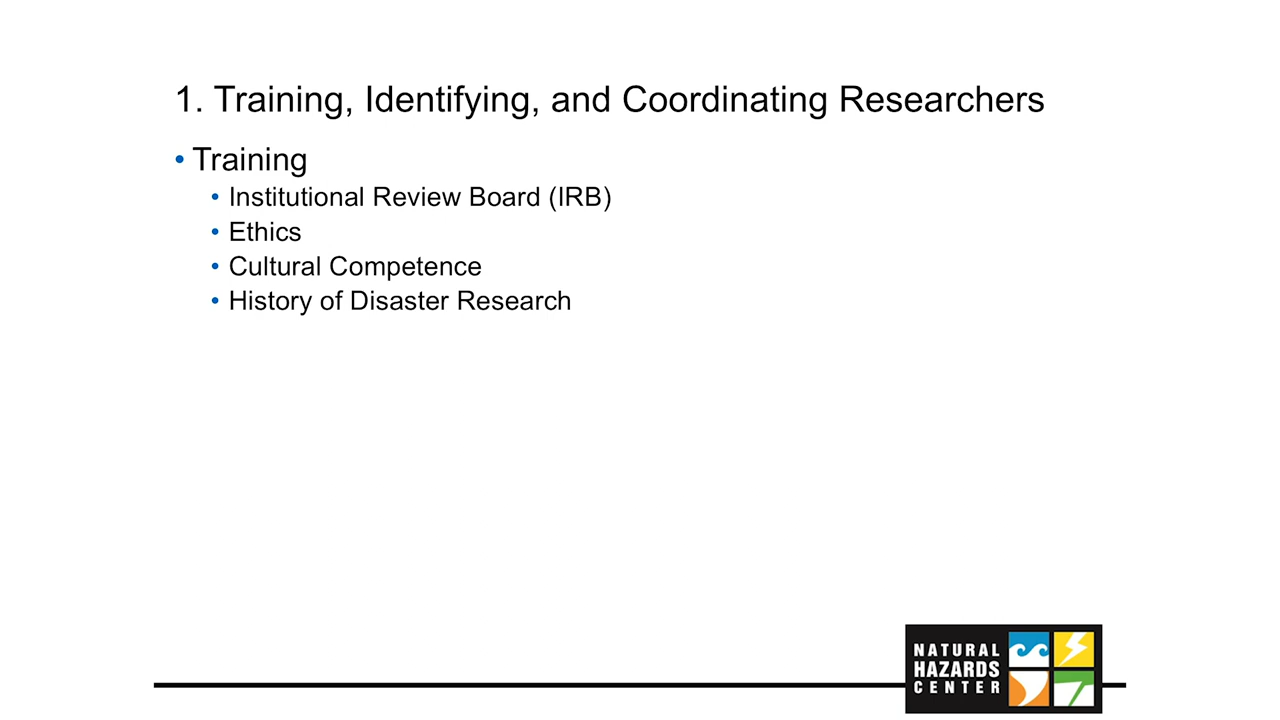 1. Training, Identifying, and Coordinating Researchers
• Training
• Institutional Review Board (IRB)
• Ethics
• Cultural Competence
• History of Disaster Research
NATURAL
HAZARDS
CENTER